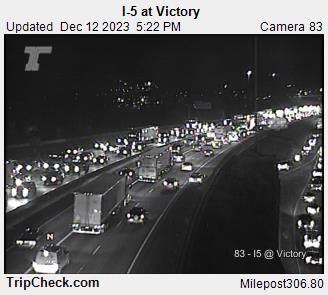 I-5 at Victory
Updated Dec 12 2023 5:22 PM Camera 83
T
83 - I5 @ Victory
N
TripCheck.com Milepost306.80